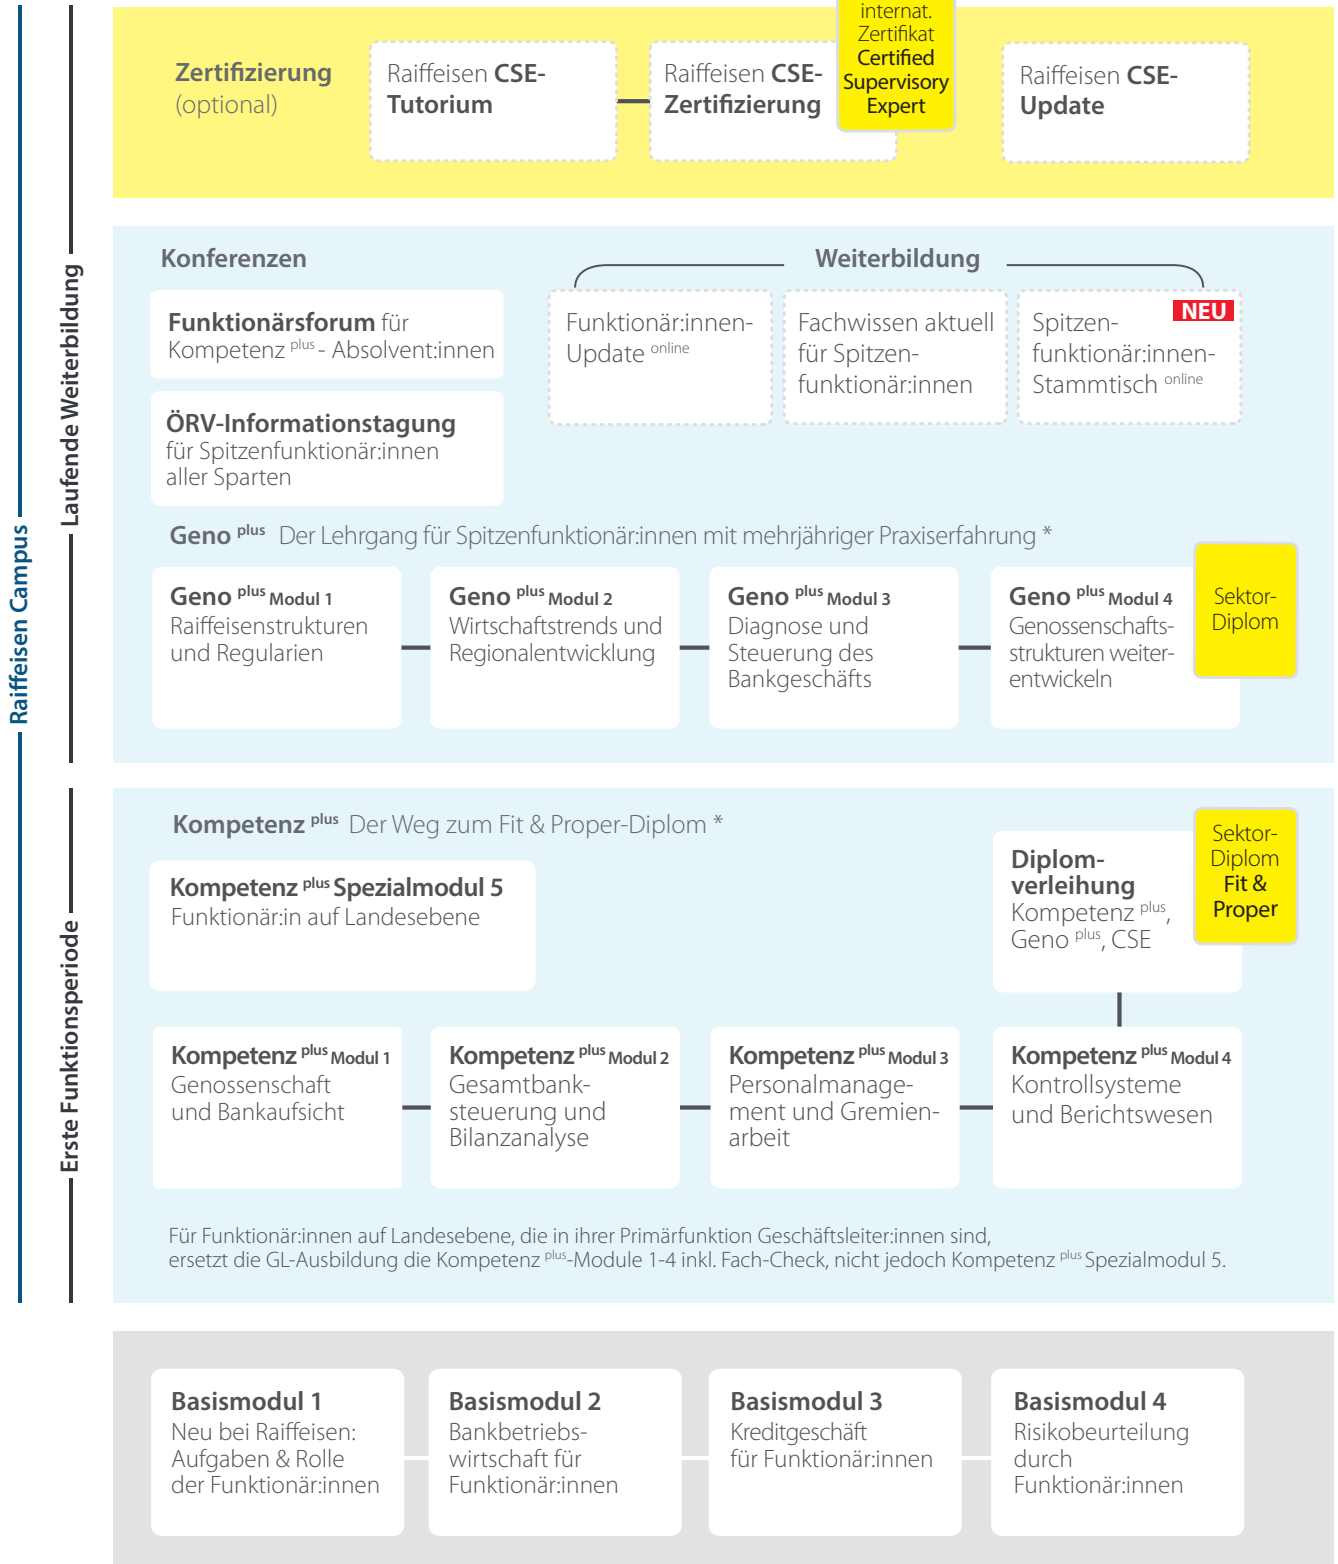 Raiffeisen Campus
Laufende Weiterbildung
Erste Funktionsperiode
Zertifizierung
(optional)
Raiffeisen CSE-
Tutorium
Raiffeisen CSE-
Zertifizierung
internat.
Zertifikat
Certified
Supervisory
Expert
Raiffeisen CSE-
Update
Konferenzen
Funktionärsforum für
Kompetenz plus - Absolvent:innen
ÖRV-Informationstagung
für Spitzenfunktionär:innen
aller Sparten
Weiterbildung
Funktionär:innen-
Update online
Fachwissen aktuell
für Spitzen-
funktionär:innen
NEU
Spitzen-
funktionär:innen-
Stammtisch online
Geno plus Der Lehrgang für Spitzenfunktionär:innen mit mehrjähriger Praxiserfahrung *
Geno plus Modul 1
Raiffeisenstrukturen
und Regularien
Geno plus Modul 2
Wirtschaftstrends und
Regionalentwicklung
Geno plus Modul 3
Diagnose und
Steuerung des
Bankgeschäfts
Geno plus Modul 4
Genossenschafts-
strukturen weiter-
entwickeln
Sektor-
Diplom
Kompetenz plus Der Weg zum Fit & Proper-Diplom *
Kompetenz plus Spezialmodul 5
Funktionär:in auf Landesebene
Diplom-
verleihung
Kompetenz plus,
Geno plus, CSE
Sektor-
Diplom
Fit &
Proper
Kompetenz plus Modul 1
Genossenschaft
und Bankaufsicht
Kompetenz plus Modul 2
Gesamtbank-
steuerung und
Bilanzanalyse
Kompetenz plus Modul 3
Personalmanage-
ment und Gremien-
arbeit
Kompetenz plus Modul 4
Kontrollsysteme
und Berichtswesen
Für Funktionär:innen auf Landesebene, die in ihrer Primärfunktion Geschäftsleiter:innen sind,
ersetzt die GL-Ausbildung die Kompetenz plus-Module 1-4 inkl. Fach-Check, nicht jedoch Kompetenz plus Spezialmodul 5.
Basismodul 1
Neu bei Raiffeisen:
Aufgaben & Rolle
der Funktionär:innen
Basismodul 2
Bankbetriebs-
wirtschaft für
Funktionär:innen
Basismodul 3
Kreditgeschäft
für Funktionär:innen
Basismodul 4
Risikobeurteilung
durch
Funktionär:innen